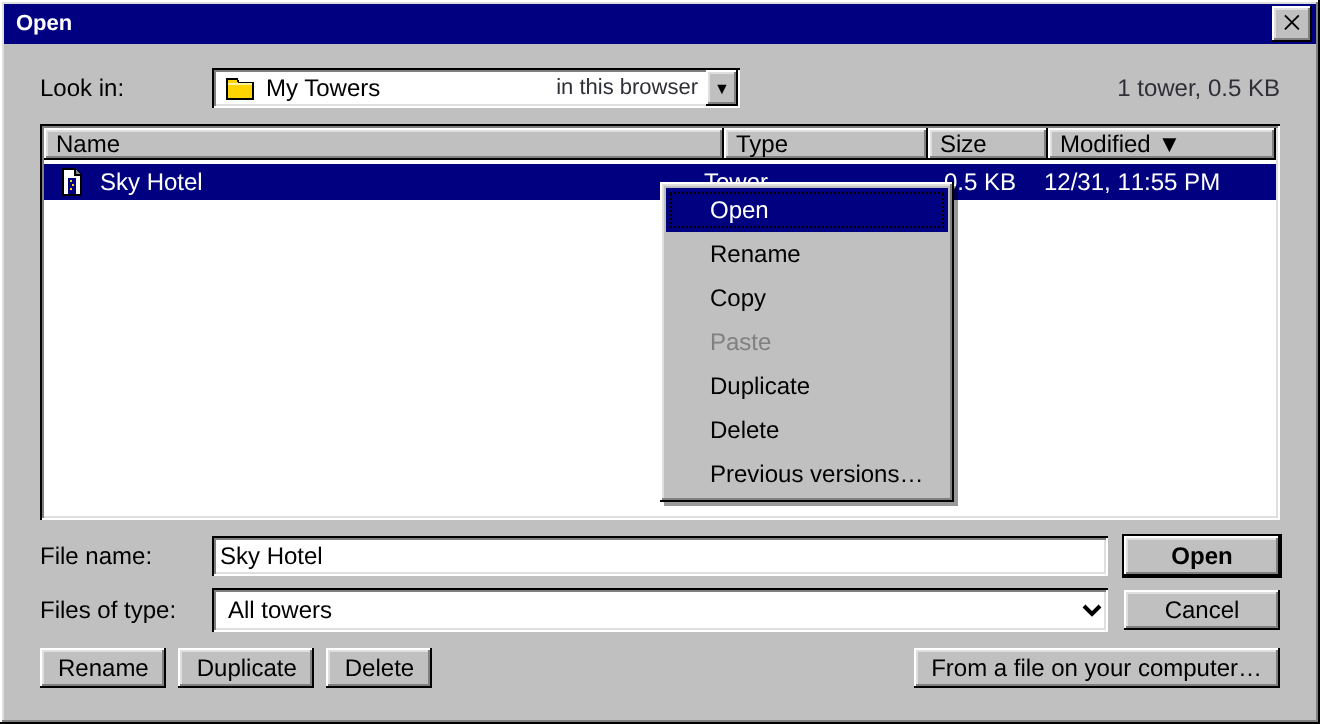 Open
Look in: My Towers in this browser 1 tower, 0.5 KB
Name Type Size Modified ▼
Sky Hotel Tower 0.5 KB 12/31, 11:55 PM
Open
Rename
Copy
Paste
Duplicate
Delete
Previous versions…
File name: Sky Hotel Open
Files of type: All towers Cancel
Rename Duplicate Delete From a file on your computer…